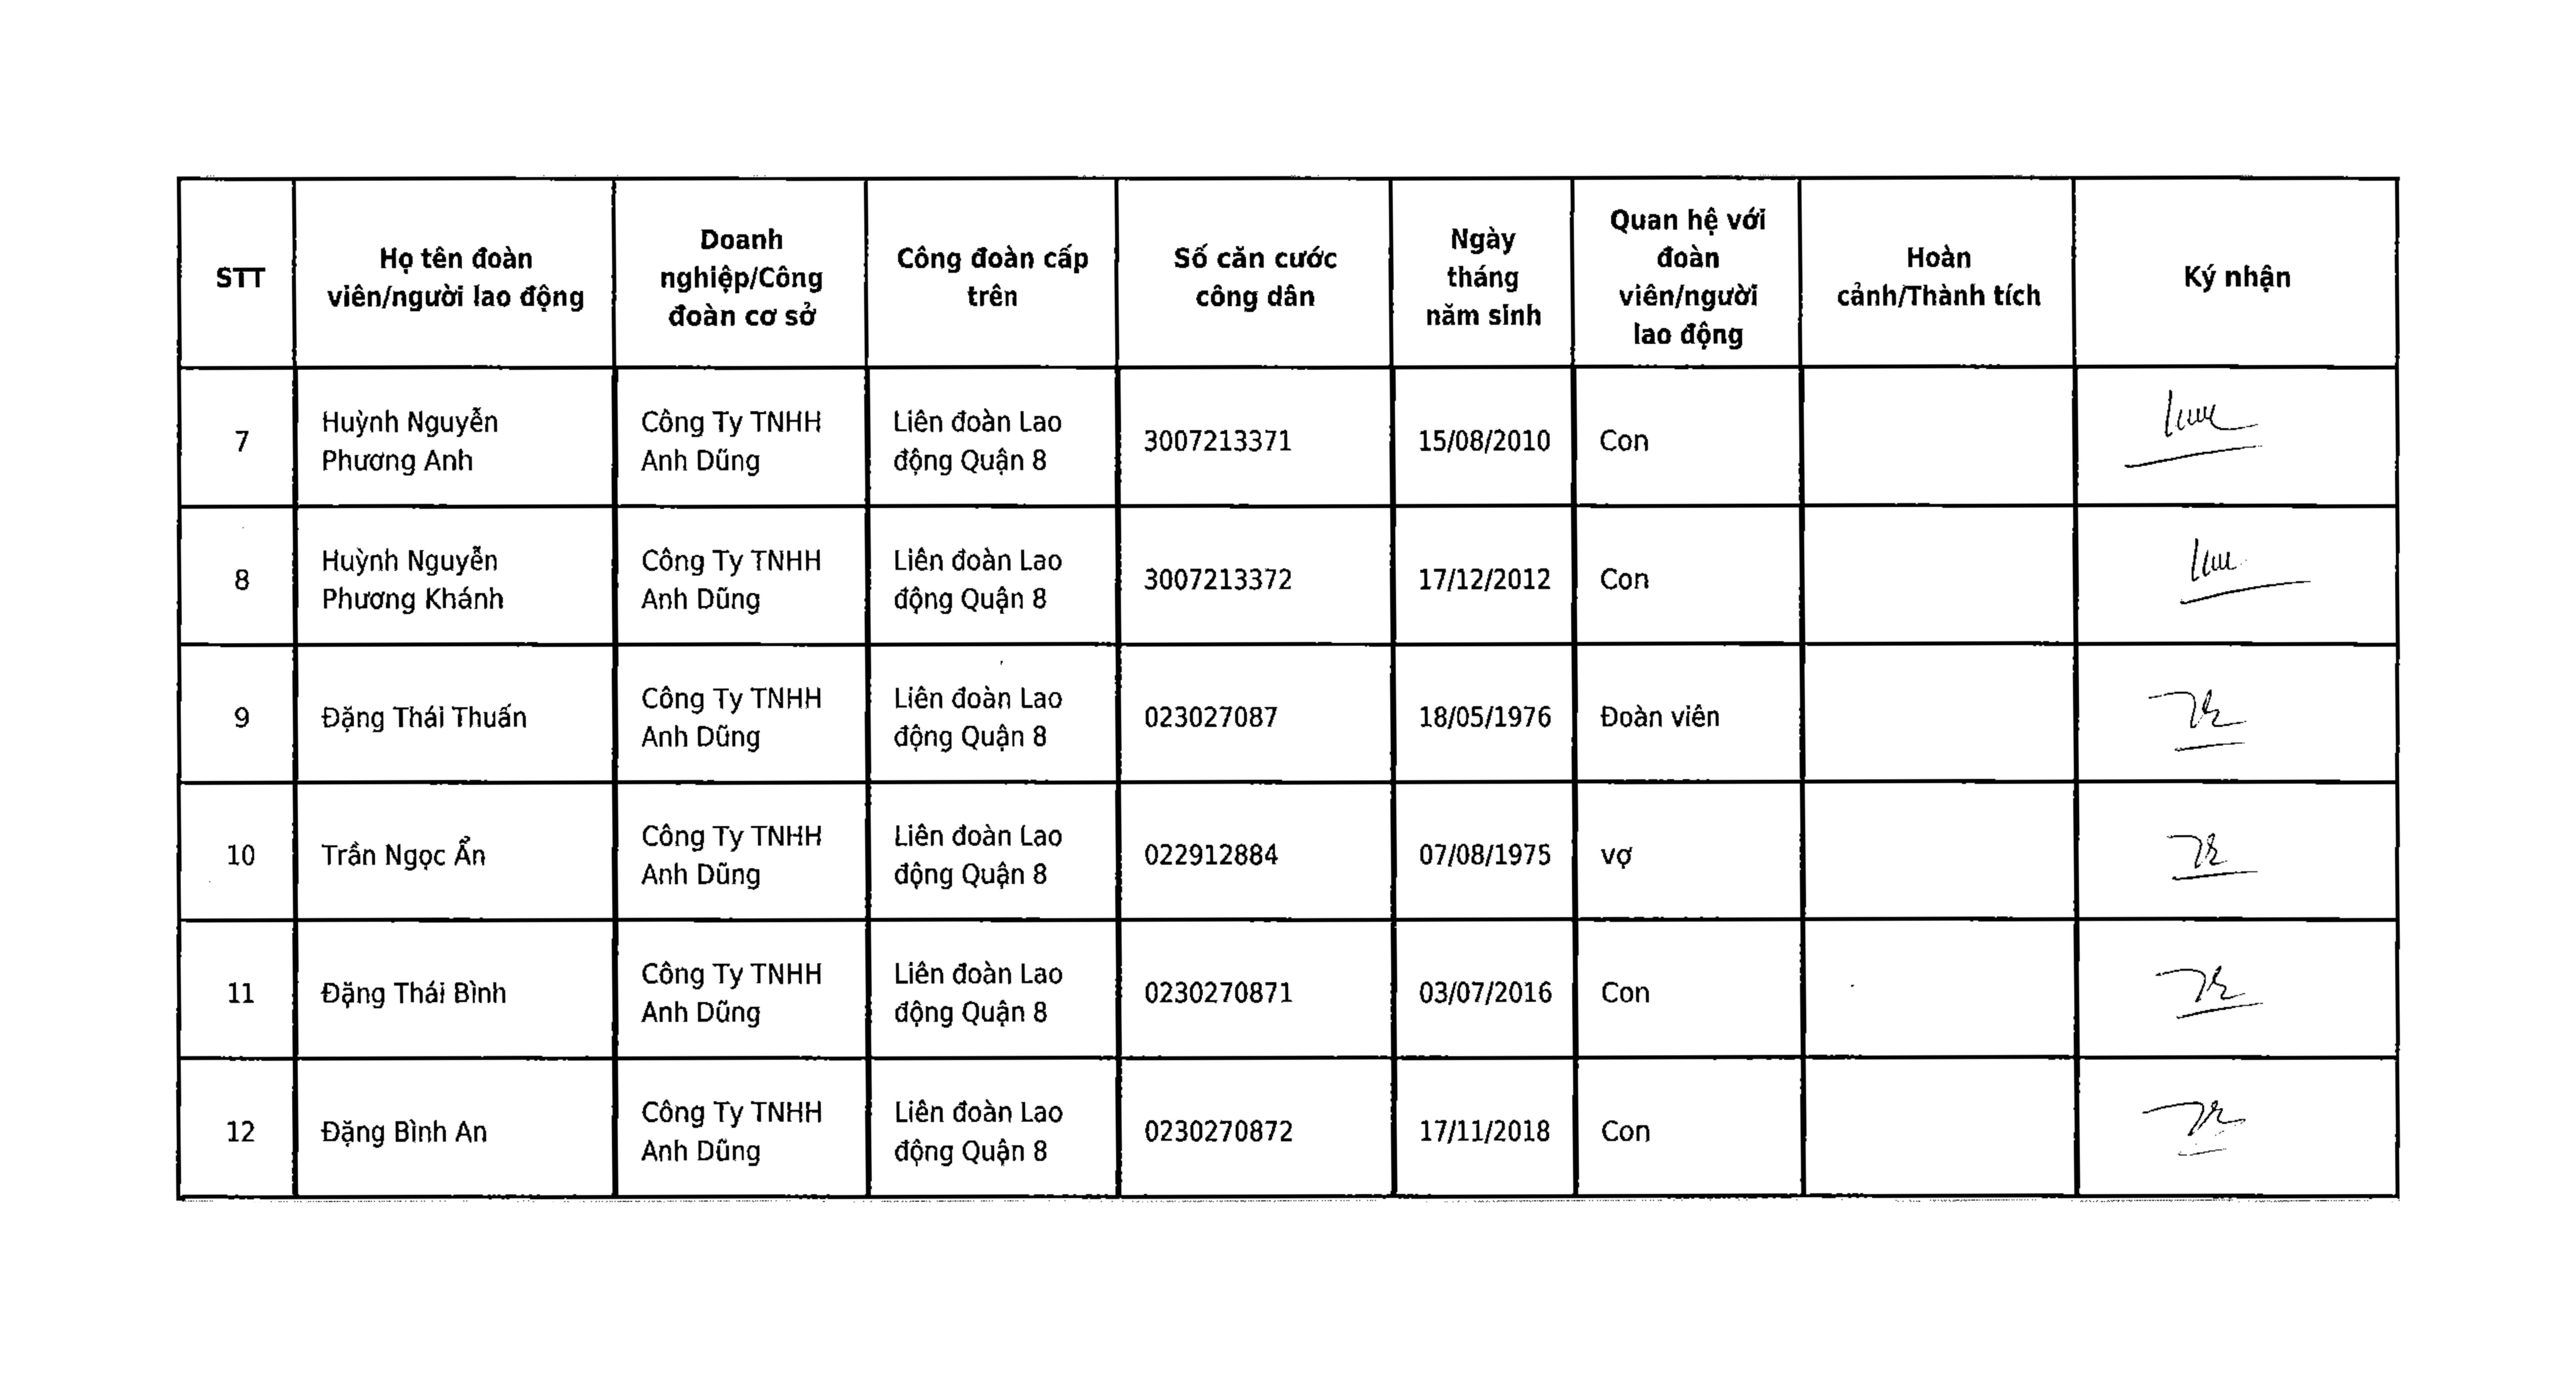 STT
Họ tên đoàn
viên/người lao động
Doanh
nghiệp/Công
đoàn cơ sở
Công đoàn cấp
trên
Số căn cước
công dân
Ngày
tháng
năm sinh
Quan hệ với
đoàn
viên/người
lao động
Hoàn
cảnh/Thành tích
Ký nhận
7
Huỳnh Nguyễn
Phương Anh
Công Ty TNHH
Anh Dũng
Liên đoàn Lao
động Quận 8
3007213371
15/08/2010
Con
8
Huỳnh Nguyễn
Phương Khánh
Công Ty TNHH
Anh Dũng
Liên đoàn Lao
động Quận 8
3007213372
17/12/2012
Con
9
Đặng Thái Thuấn
Công Ty TNHH
Anh Dũng
Liên đoàn Lao
động Quận 8
023027087
18/05/1976
Đoàn viên
10
Trần Ngọc Ẩn
Công Ty TNHH
Anh Dũng
Liên đoàn Lao
động Quận 8
022912884
07/08/1975
vợ
11
Đặng Thái Bình
Công Ty TNHH
Anh Dũng
Liên đoàn Lao
động Quận 8
0230270871
03/07/2016
Con
12
Đặng Bình An
Công Ty TNHH
Anh Dũng
Liên đoàn Lao
động Quận 8
0230270872
17/11/2018
Con